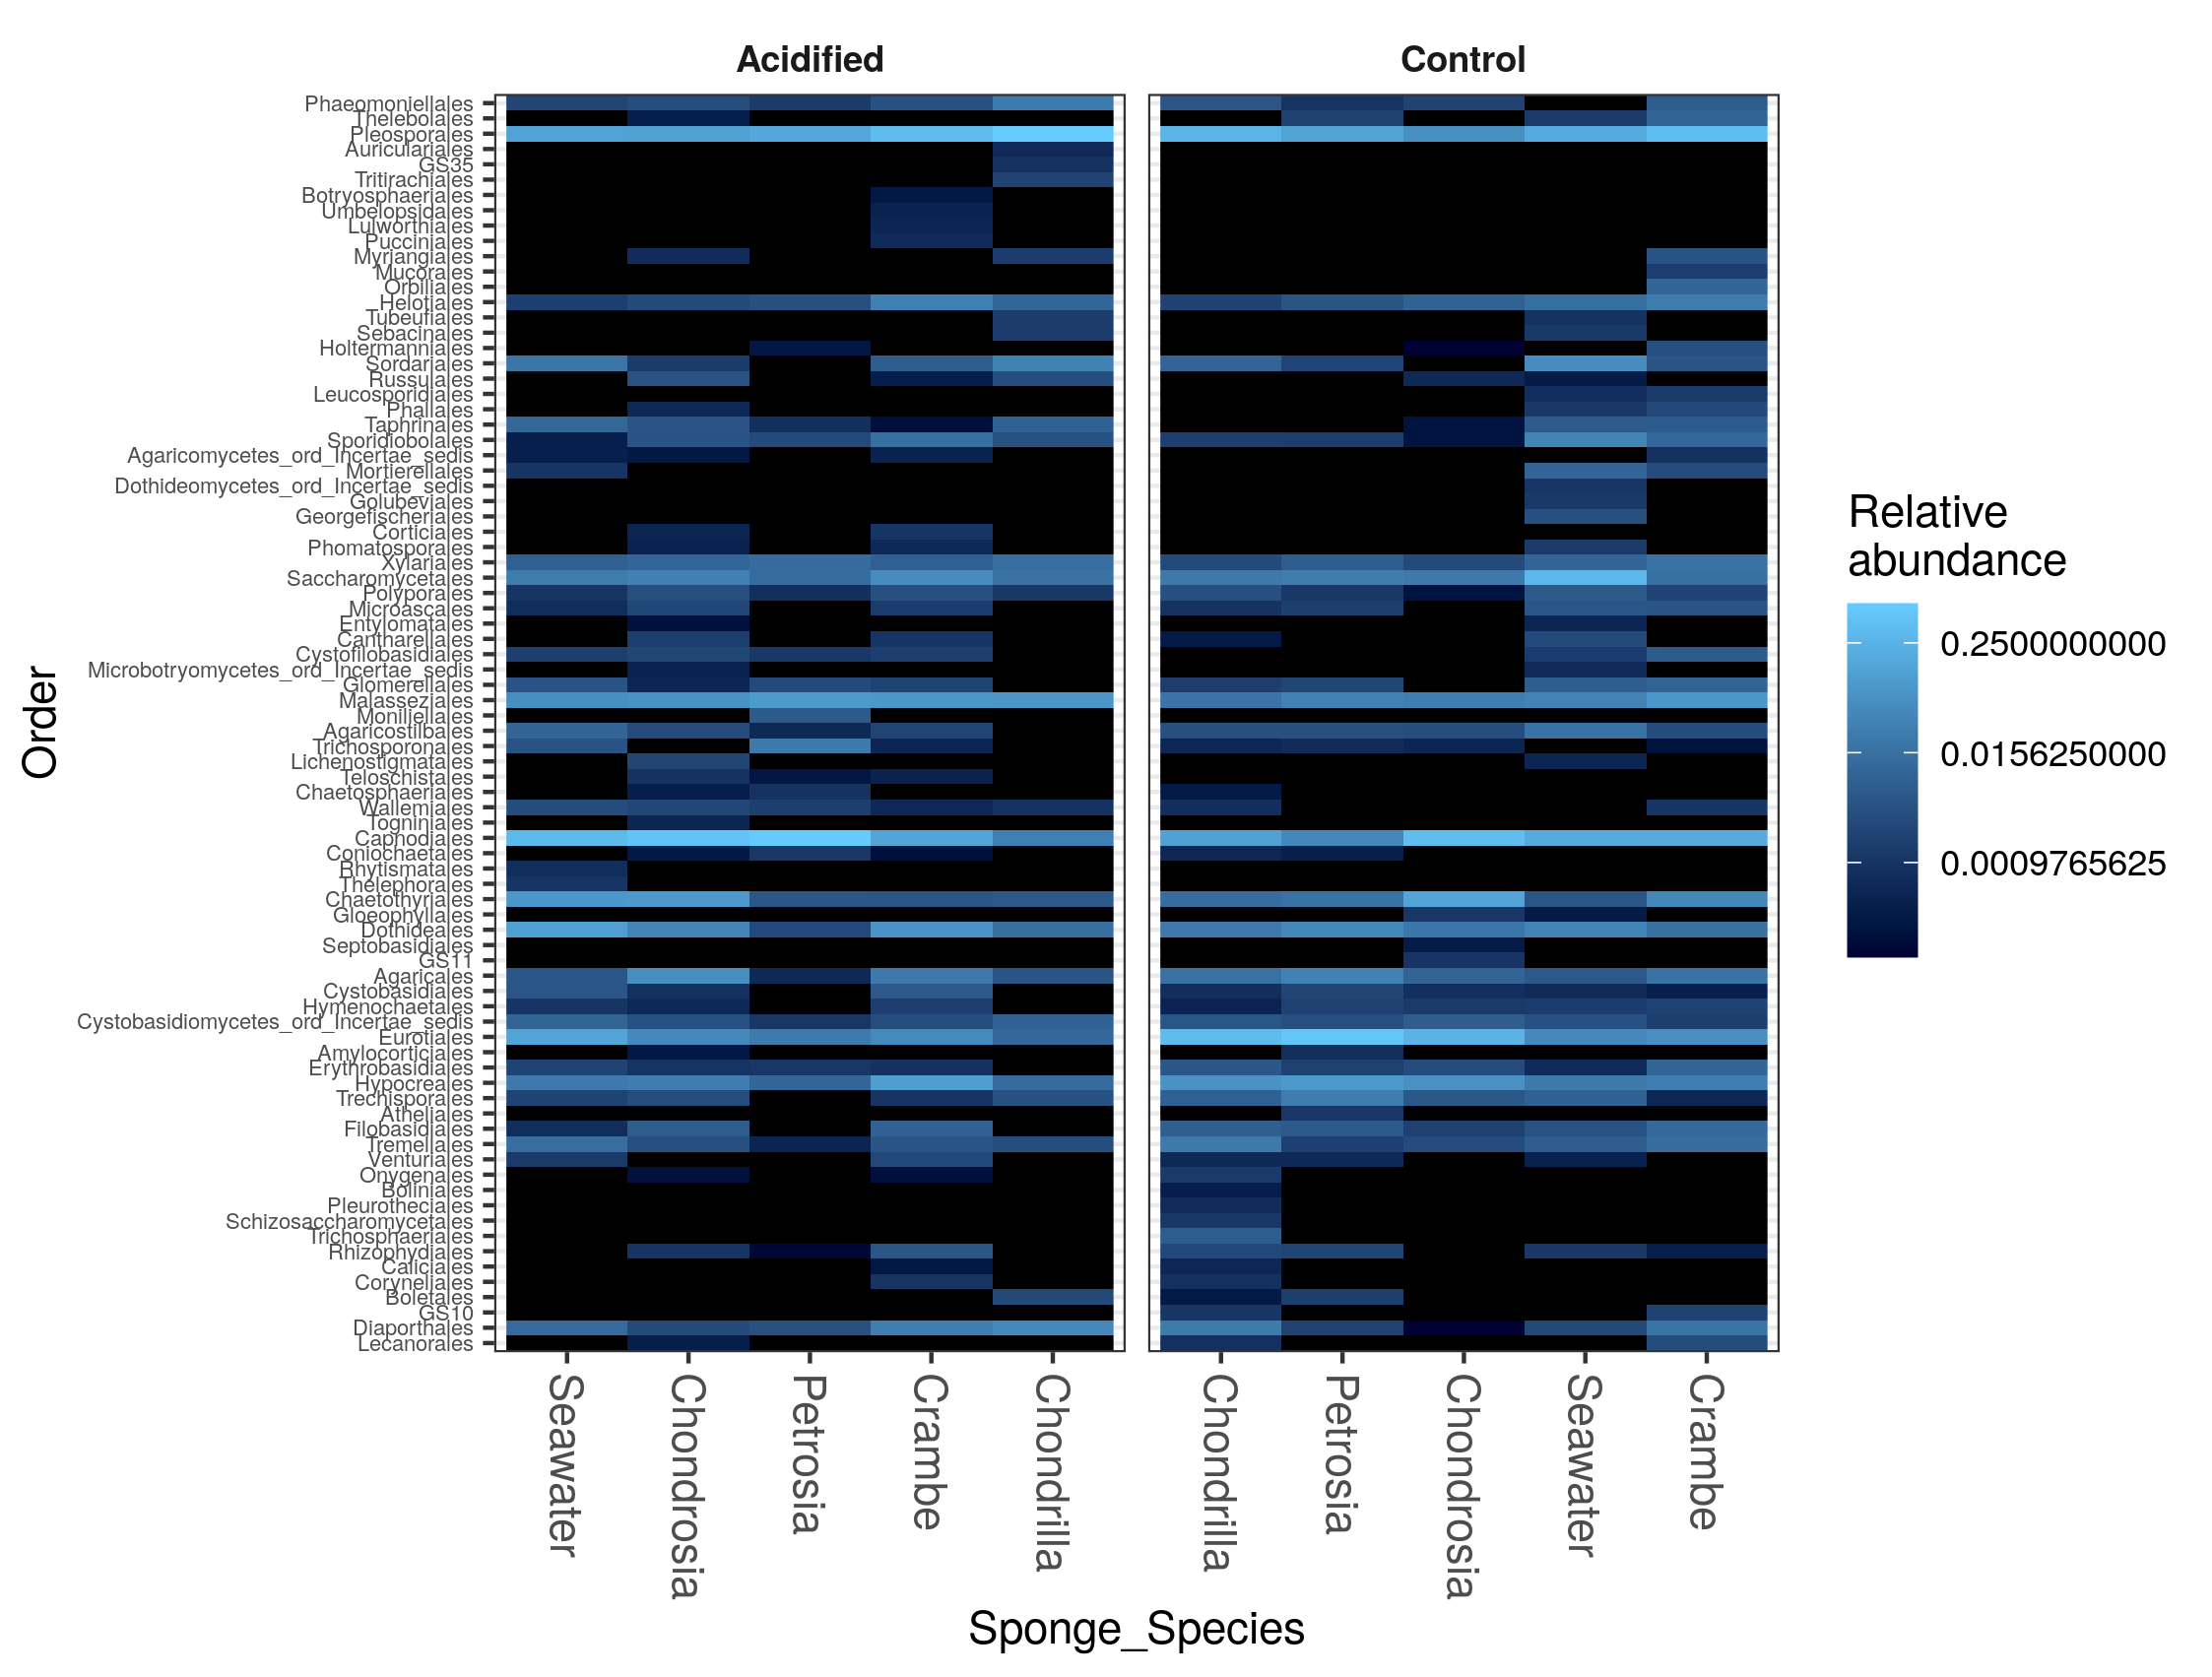 Acidified
Control
Order
Phaeomoniellales
Thelebolales
Pleosporales
Auriculariales
GS35
Tritirachiales
Botryosphaeriales
Umbelopsidales
Lulworthiales
Pucciniales
Myriangiales
Mucorales
Orbiliales
Helotiales
Tubeufiales
Sebacinales
Holtermanniales
Sordariales
Russulales
Leucosporidiales
Phallales
Taphrinales
Sporidiobolales
Agaricomycetes_ord_Incertae_sedis
Mortierellales
Dothideomycetes_ord_Incertae_sedis
Golubeviales
Georgefischeriales
Corticiales
Phomatosporales
Xylariales
Saccharomycetales
Polyporales
Microascales
Entylomatales
Cantharellales
Cystofilobasidiales
Microbotryomycetes_ord_Incertae_sedis
Glomerellales
Malasseziales
Moniliellales
Agaricostilbales
Trichosporonales
Lichenostigmatales
Teloschistales
Chaetosphaeriales
Wallemiales
Togniniales
Capnodiales
Coniochaetales
Rhytismatales
Thelephorales
Chaetothyriales
Gloeophyllales
Dothideales
Septobasidiales
GS11
Agaricales
Cystobasidiales
Hymenochaetales
Cystobasidiomycetes_ord_Incertae_sedis
Eurotiales
Amylocorticiales
Erythrobasidiales
Hypocreales
Trechisporales
Atheliales
Filobasidiales
Tremellales
Venturiales
Onygenales
Boliniales
Pleurotheciales
Schizosaccharomycetales
Trichosphaeriales
Rhizophydiales
Caliciales
Coryneliales
Boletales
GS10
Diaporthales
Lecanorales
Seawater
Chondrosia
Petrosia
Crambe
Chondrilla
Chondrilla
Petrosia
Chondrosia
Seawater
Crambe
Sponge_Species
Relative
abundance
0.2500000000
0.0156250000
0.0009765625